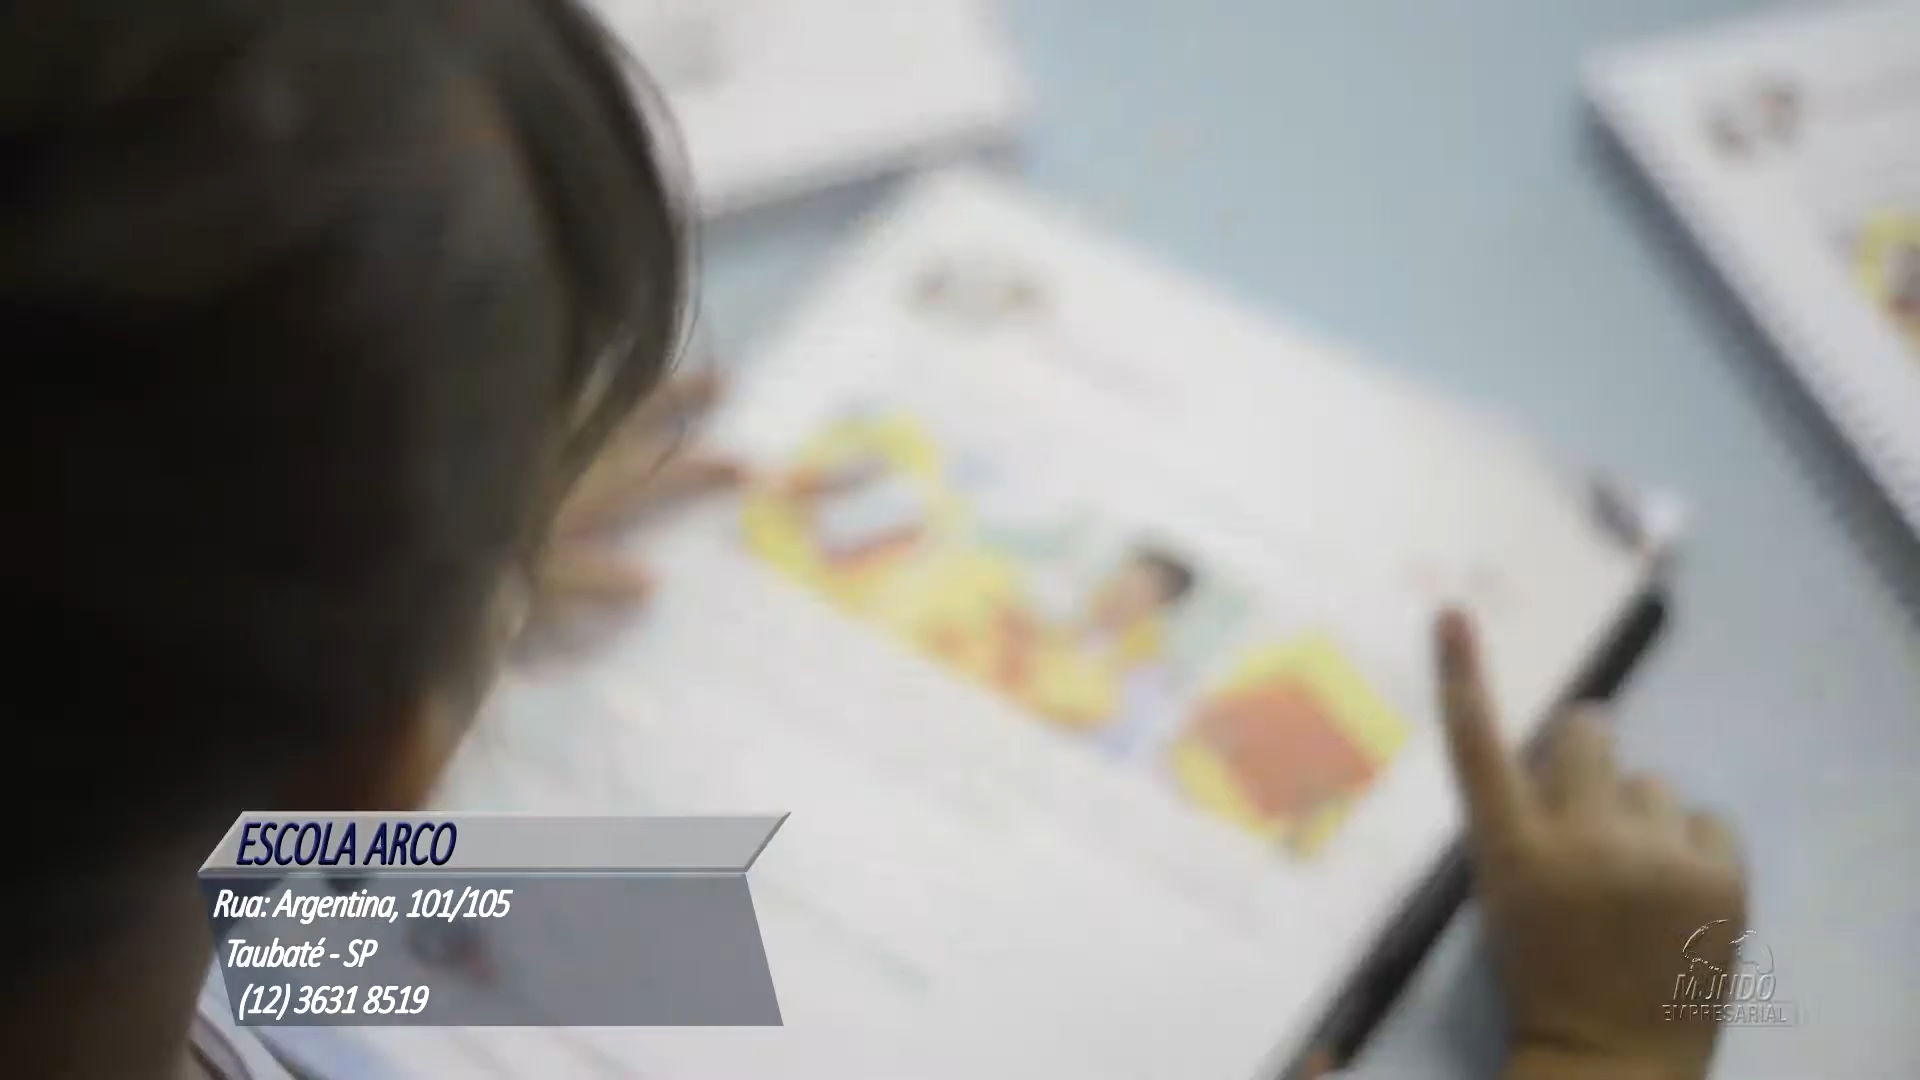 ESCOLA ARCO
Rua: Argentina, 101/105
Taubaté - SP
(12) 3631 8519
MUNDO
EMPRESARIAL